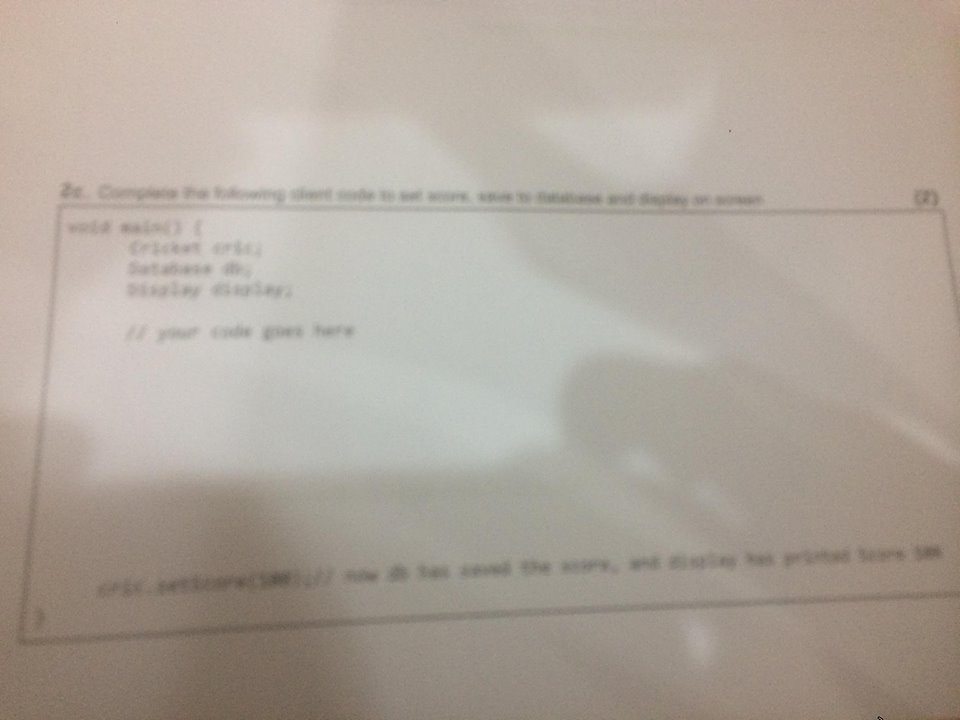 2c. Complete the following client code to set score, save to database and display on screen (2)
void main() {
Cricket cric;
Database db;
Display display;
// your code goes here
cric.setScore(500);// now db has saved the score, and display has printed Score 500
}